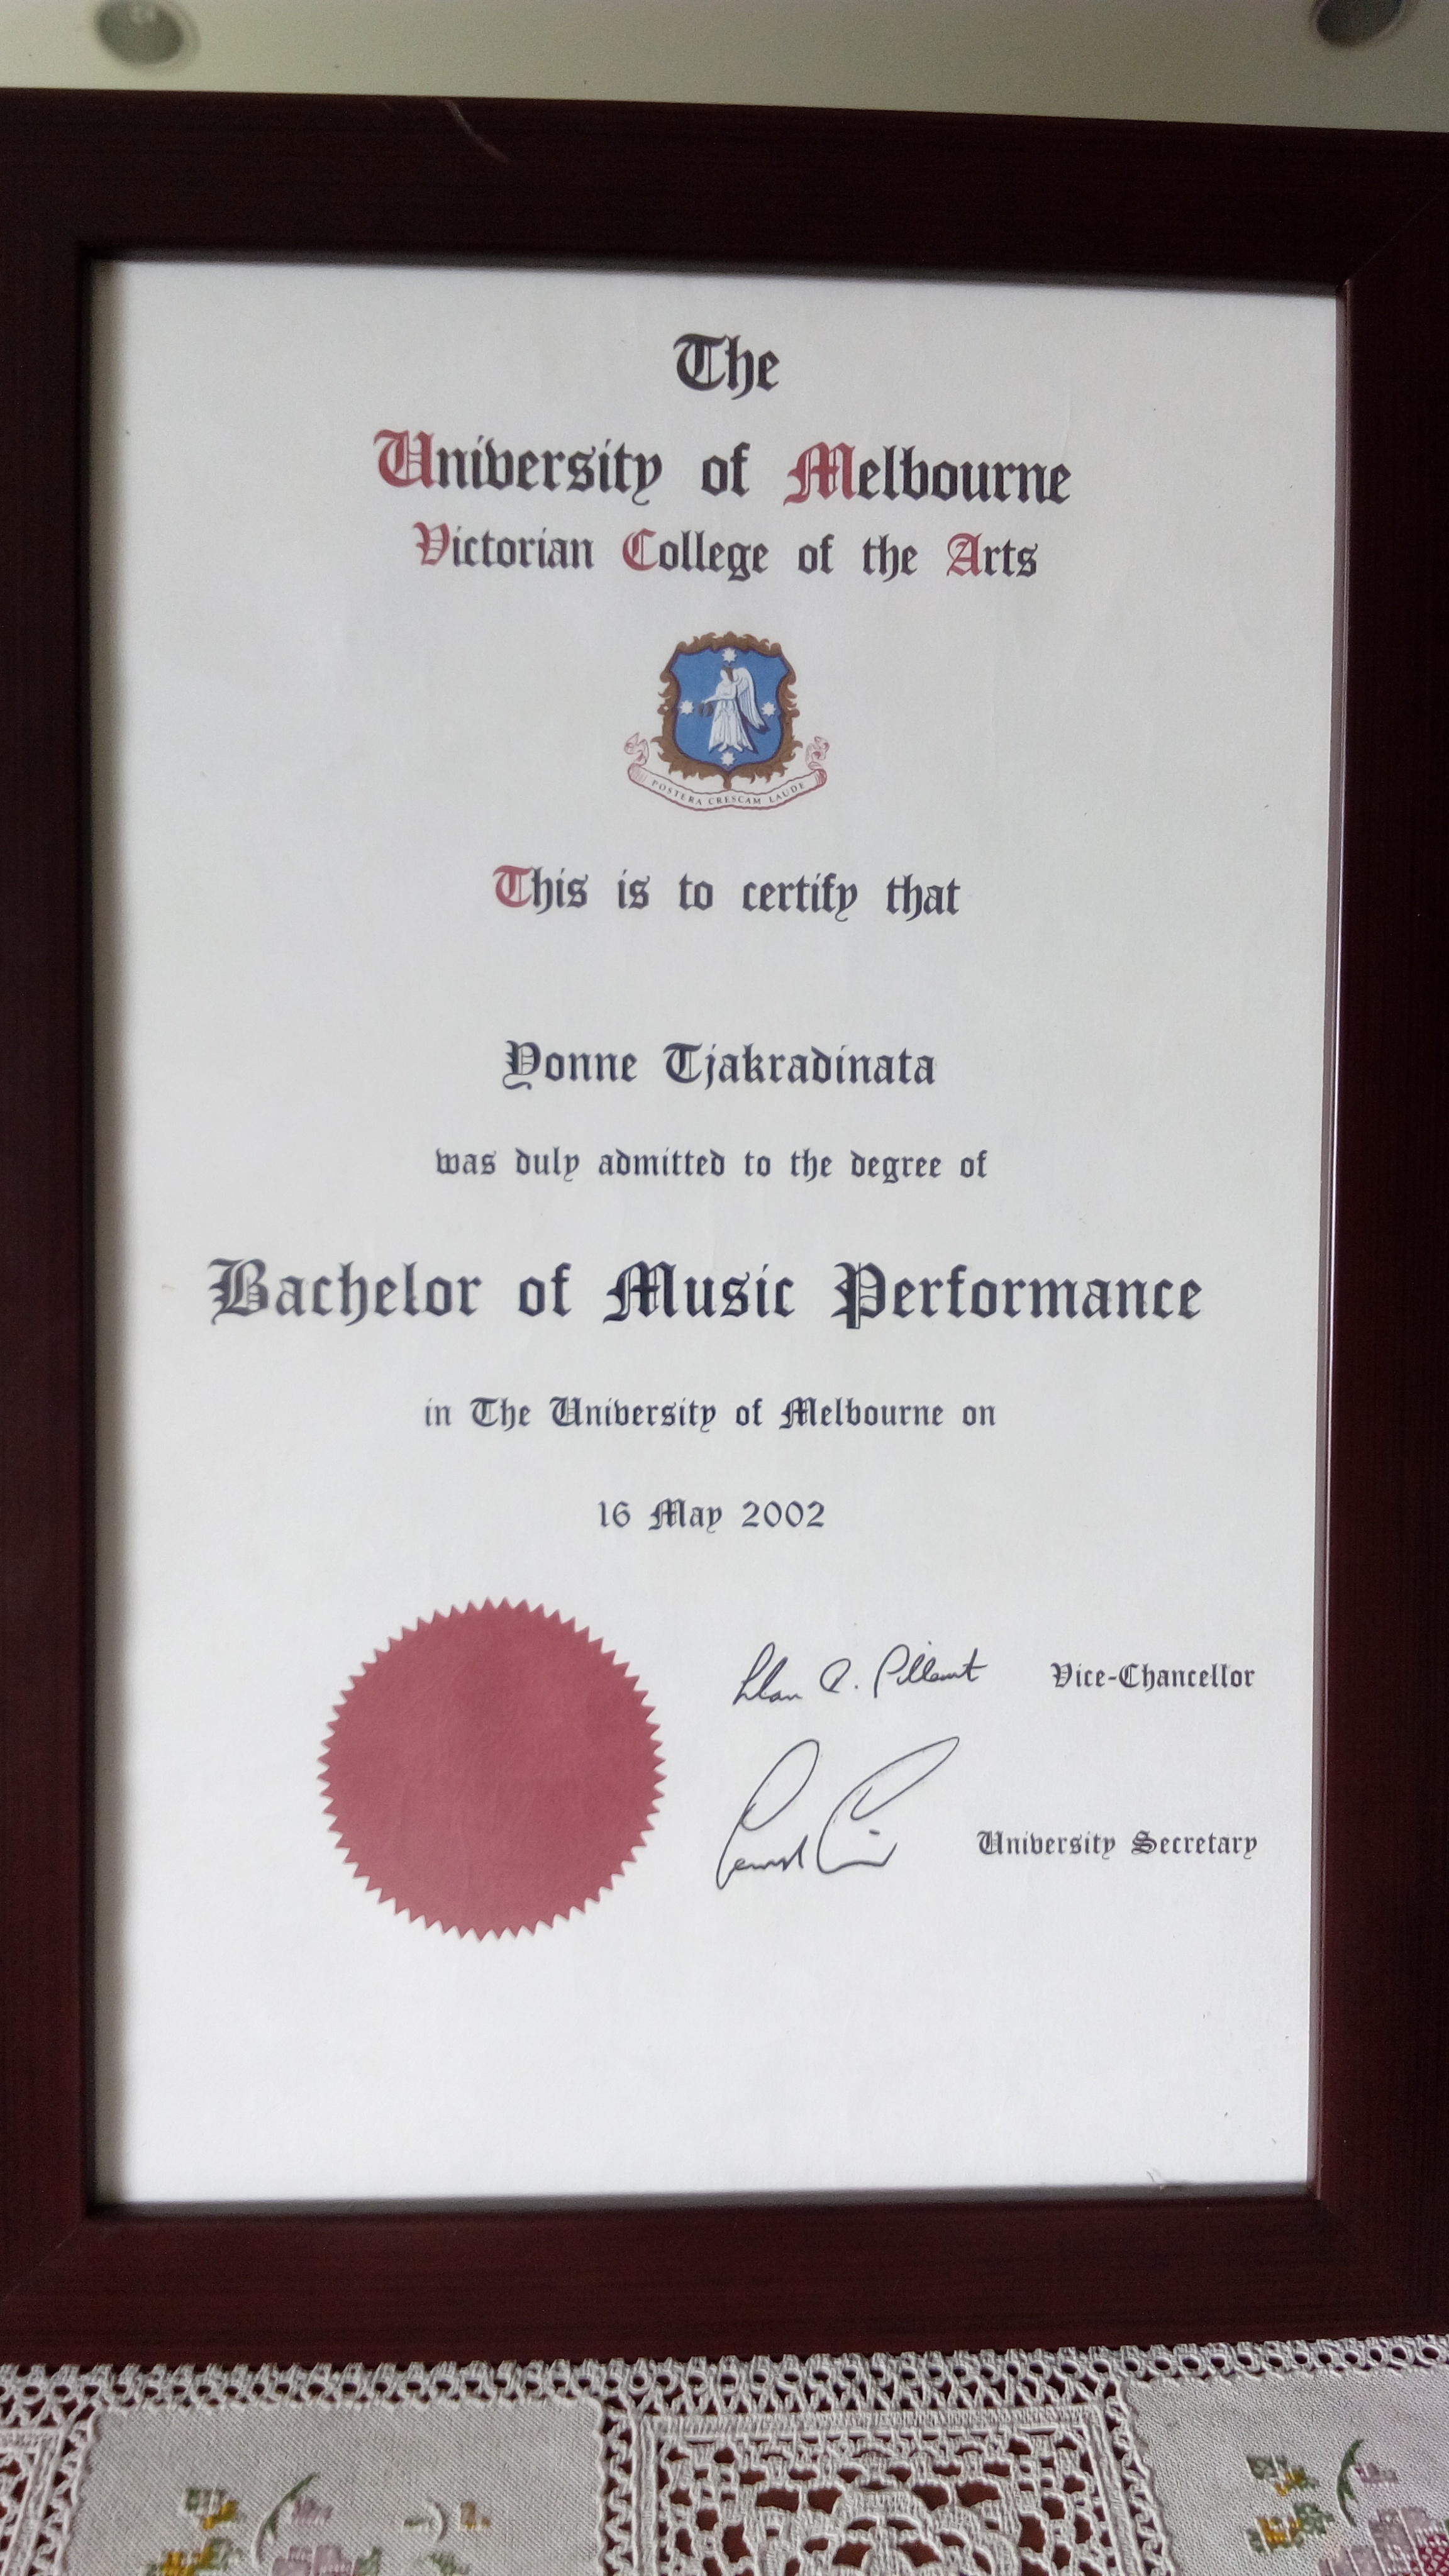 The
University of Melbourne
Victorian College of the Arts
POSTERA CRESCAM LAUDE
This is to certify that
Yonne Tjakradinata
was duly admitted to the degree of
Bachelor of Music Performance
in The University of Melbourne on
16 May 2002
Vice-Chancellor
University Secretary